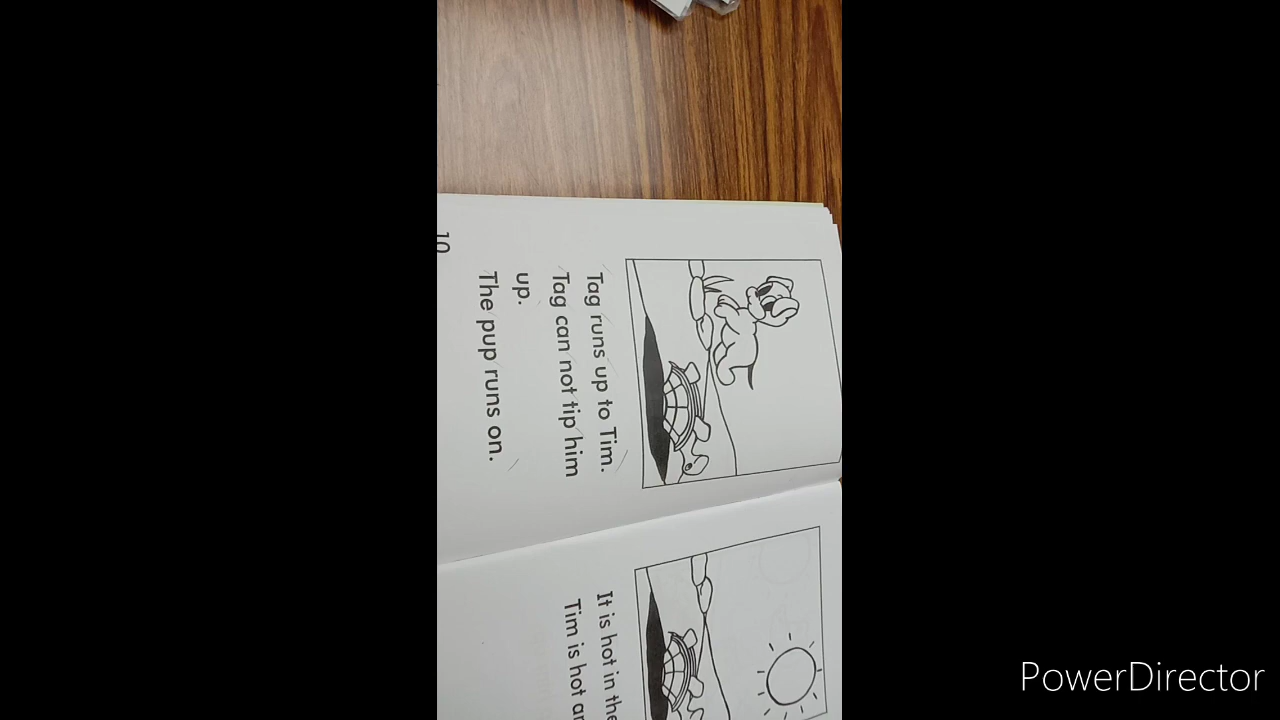 Tag runs up to Tim.
Tag can not tip him
up.
The pup runs on.
10
It is hot in the
Tim is hot
PowerDirector